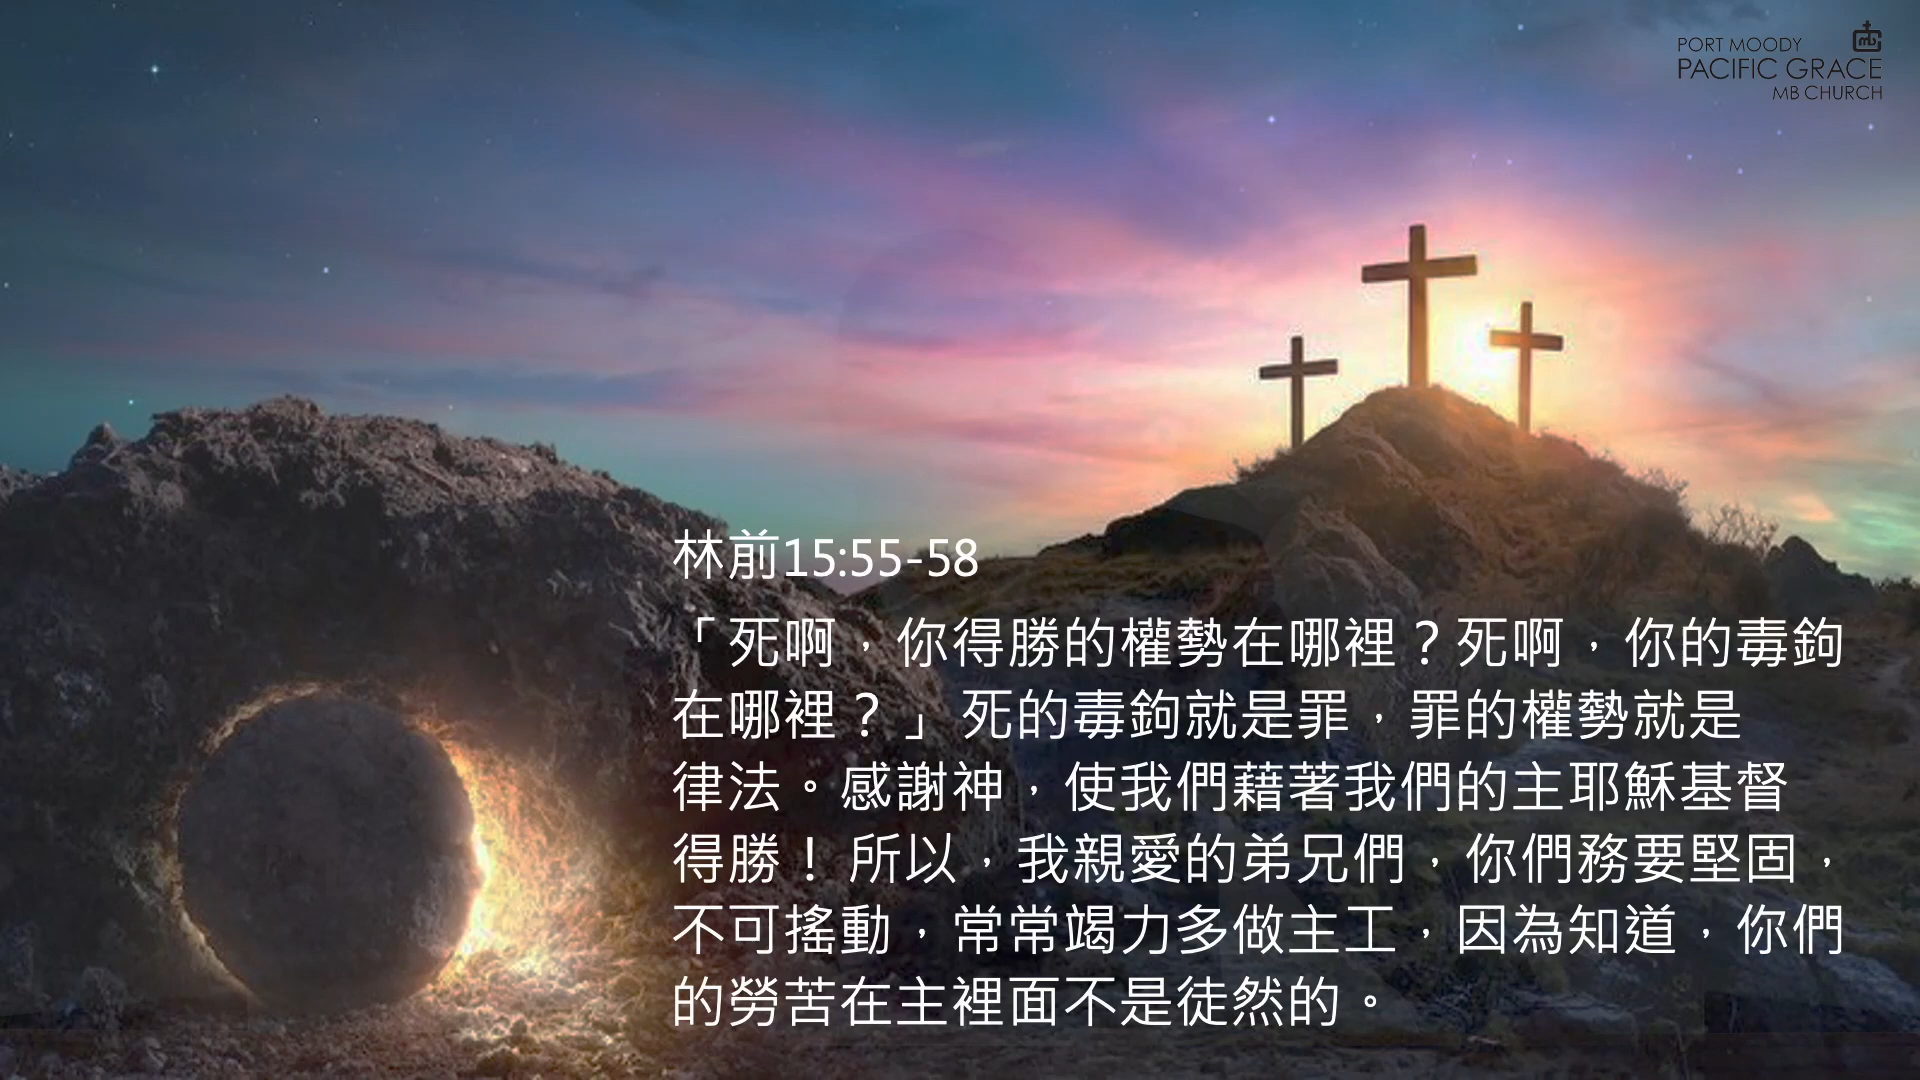 PORT MOODY
PACIFIC GRACE
MB CHURCH
林前15:55-58
「死啊，你得勝的權勢在哪裡？死啊，你的毒鉤
在哪裡？」死的毒鉤就是罪，罪的權勢就是
律法。感謝神，使我們藉著我們的主耶穌基督
得勝！所以，我親愛的弟兄們，你們務要堅固，
不可搖動，常常竭力多做主工，因為知道，你們
的勞苦在主裡面不是徒然的。